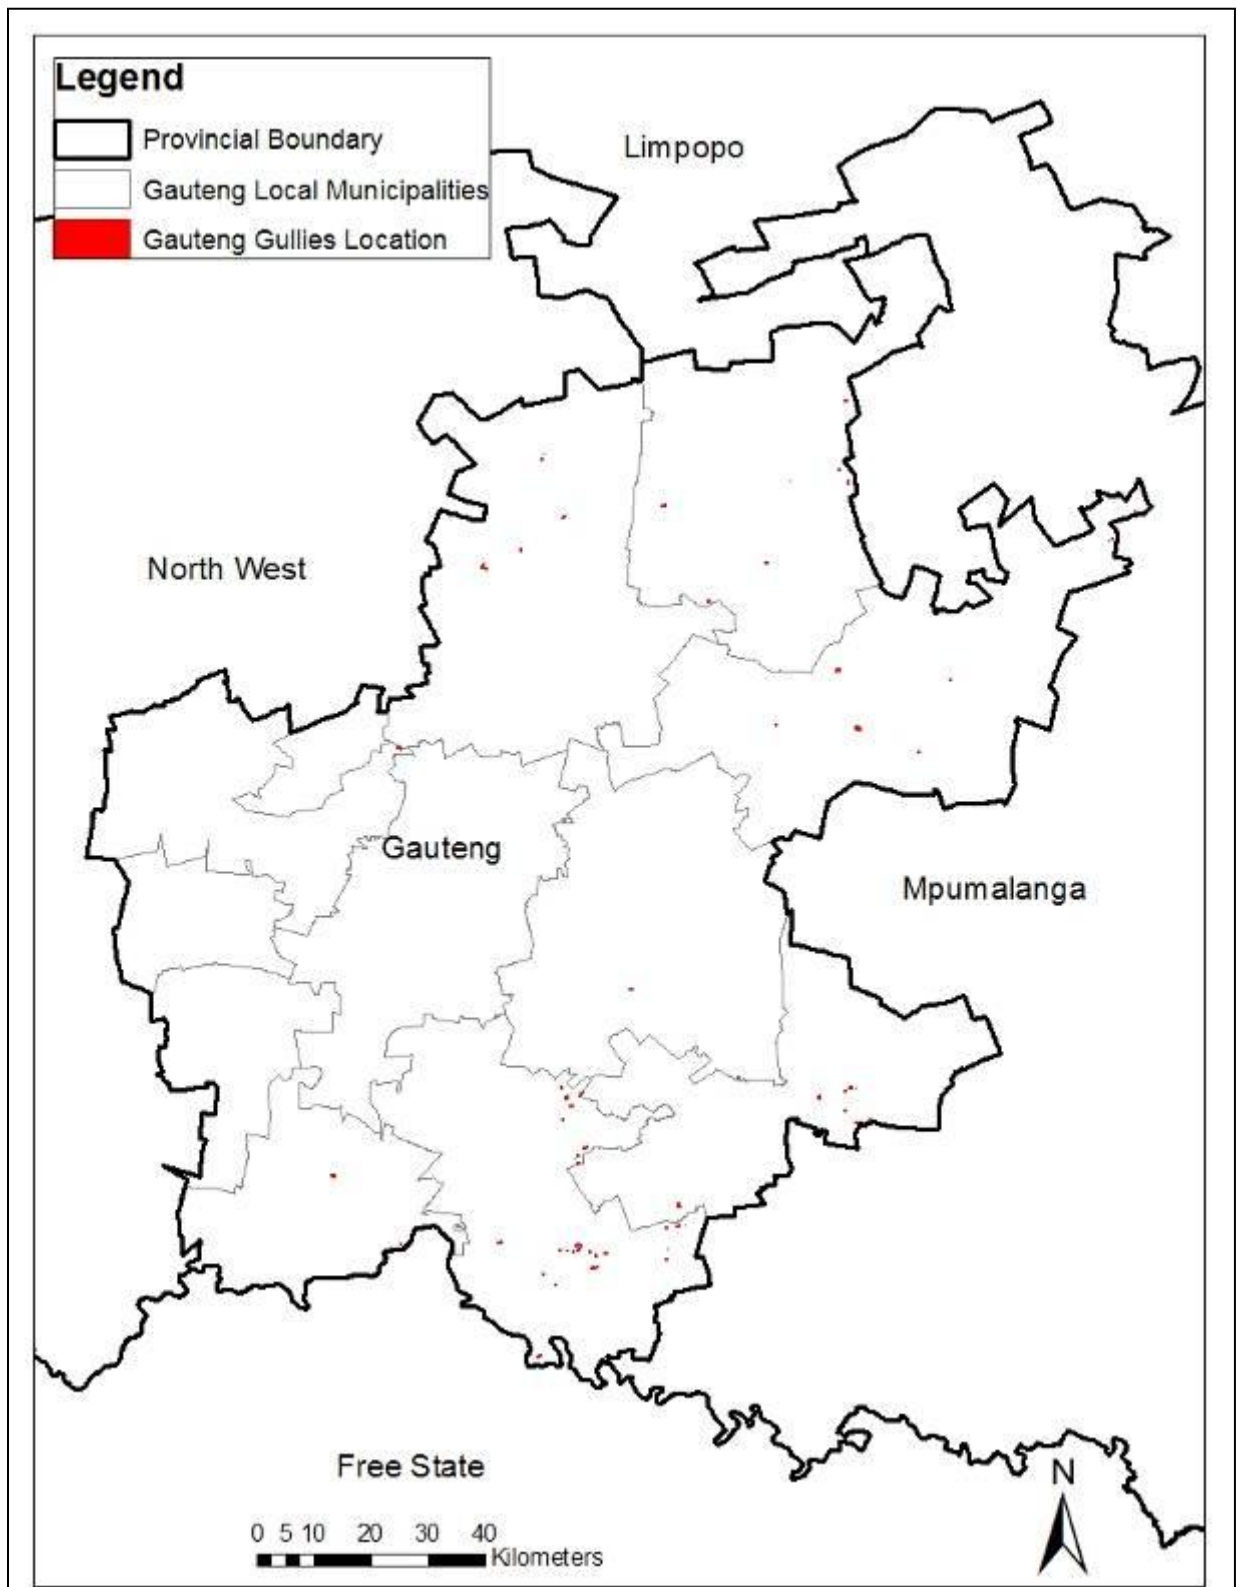 Legend
Provincial Boundary
Gauteng Local Municipalities
Gauteng Gullies Location
Limpopo
North West
Gauteng
Mpumalanga
Free State
N
0 5 10 20 30 40
Kilometers